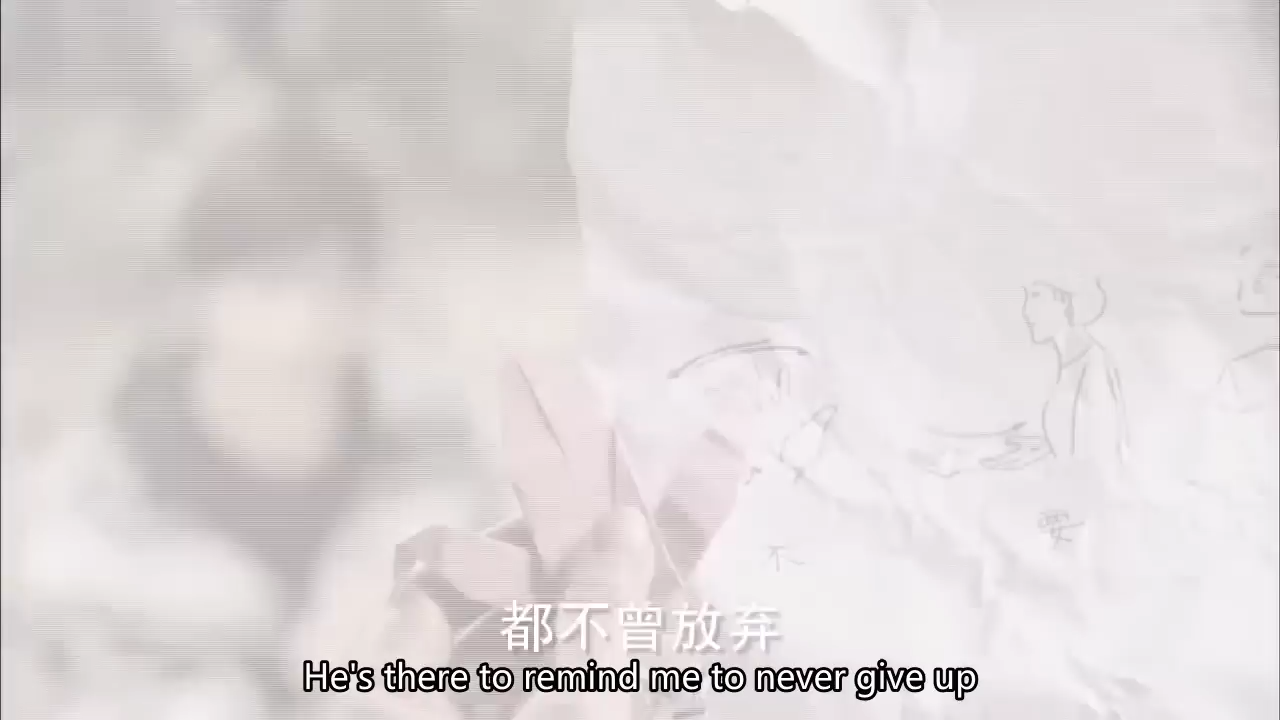 要
不
都不曾放弃
He's there to remind me to never give up